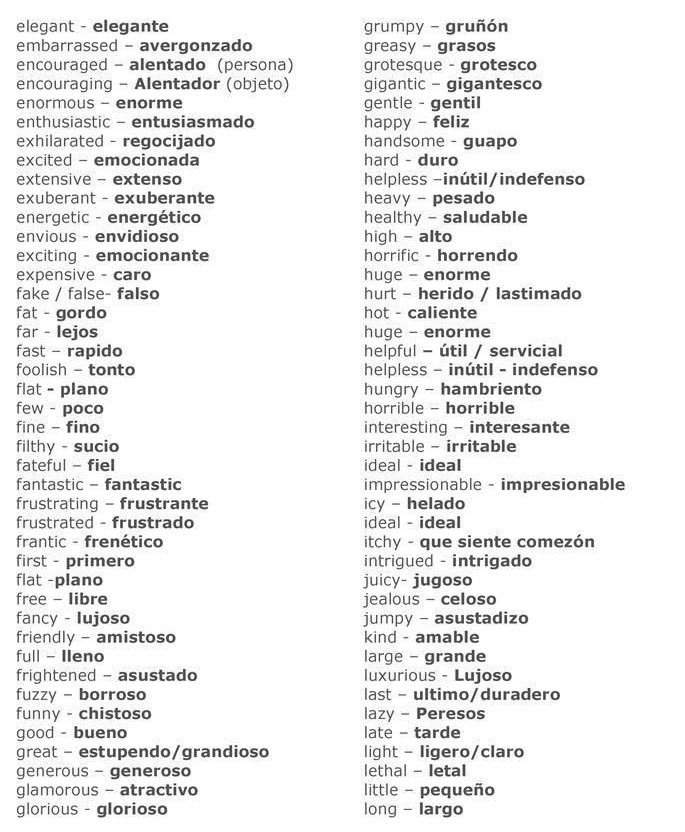 elegant - elegante
embarrassed – avergonzado
encouraged – alentado (persona)
encouraging – Alentador (objeto)
enormous – enorme
enthusiastic – entusiasmado
exhilarated - regocijado
excited – emocionada
extensive – extenso
exuberant - exuberante
energetic - energético
envious - envidioso
exciting - emocionante
expensive - caro
fake / false- falso
fat - gordo
far - lejos
fast – rapido
foolish – tonto
flat - plano
few - poco
fine – fino
filthy - sucio
fateful – fiel
fantastic – fantastic
frustrating – frustrante
frustrated - frustrado
frantic - frenético
first - primero
flat -plano
free – libre
fancy - lujoso
friendly – amistoso
full – lleno
frightened – asustado
fuzzy – borroso
funny - chistoso
good - bueno
great – estupendo/grandioso
generous – generoso
glamorous – atractivo
glorious - glorioso
grumpy – gruñón
greasy – grasos
grotesque - grotesco
gigantic – gigantesco
gentle - gentil
happy – feliz
handsome - guapo
hard - duro
helpless –inútil/indefenso
heavy – pesado
healthy – saludable
high – alto
horrific - horrendo
huge – enorme
hurt – herido / lastimado
hot - caliente
huge – enorme
helpful – útil / servicial
helpless – inútil - indefenso
hungry – hambriento
horrible – horrible
interesting – interesante
irritable – irritable
ideal - ideal
impressionable - impresionable
icy – helado
ideal - ideal
itchy - que siente comezón
intrigued - intrigado
juicy- jugoso
jealous – celoso
jumpy – asustadizo
kind - amable
large – grande
luxurious - Lujoso
last – ultimo/duradero
lazy – Peresos
late – tarde
light – ligero/claro
lethal – letal
little – pequeño
long – largo